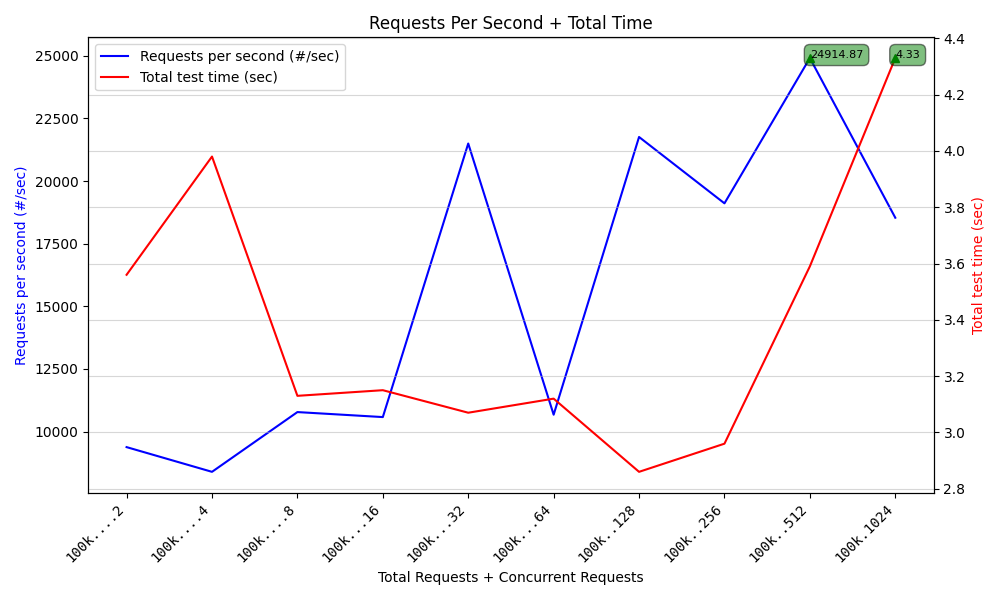 Requests Per Second + Total Time
Requests per second (#/sec)
Total test time (sec)
24914.87
4.33
25000
22500
20000
17500
15000
12500
10000
Requests per second (#/sec)
4.4
4.2
4.0
3.8
3.6
3.4
3.2
3.0
2.8
Total test time (sec)
100k....2
100k....4
100k....8
100k...16
100k...32
100k...64
100k..128
100k..256
100k..512
100k.1024
Total Requests + Concurrent Requests